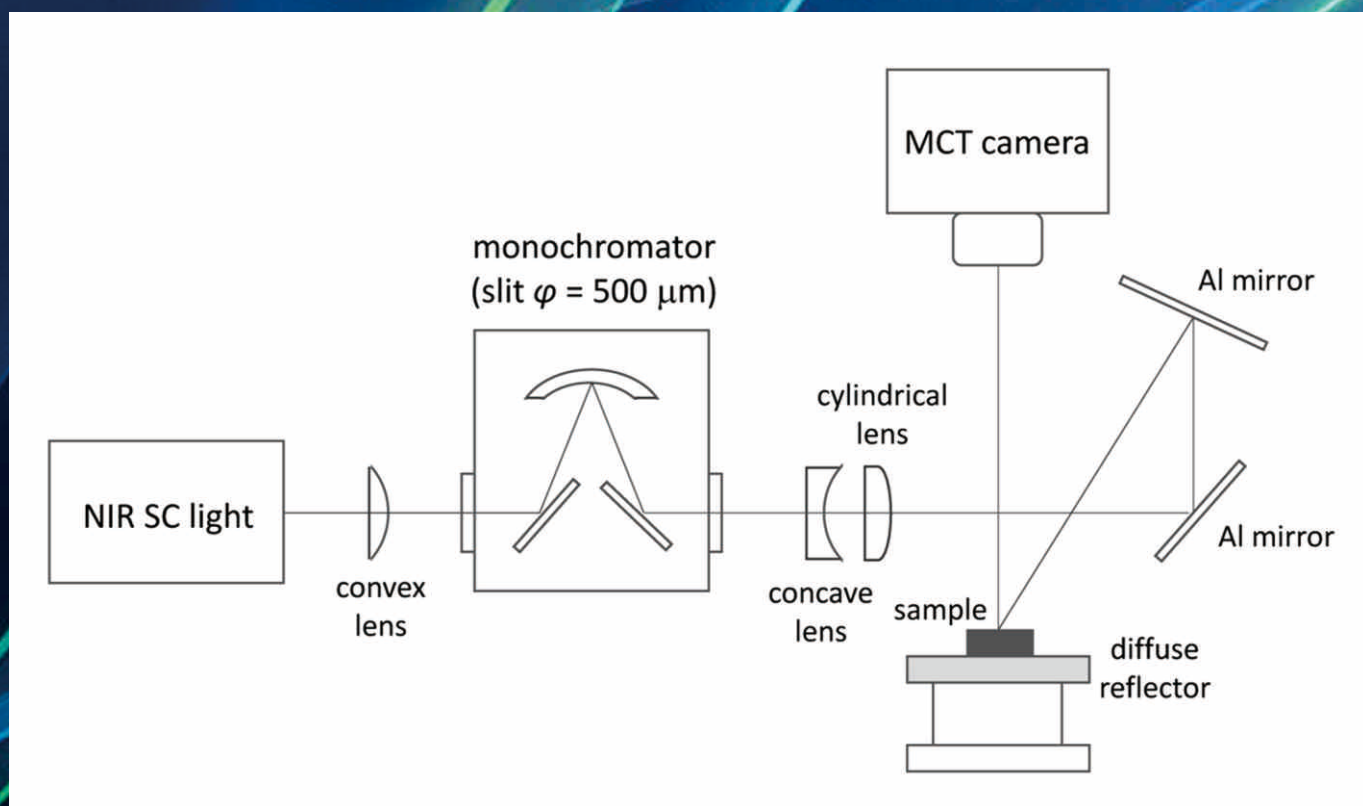 MCT camera
monochromator
(slit φ = 500 μm)
Al mirror
cylindrical
lens
NIR SC light
Al mirror
convex
lens
concave
lens
sample
diffuse
reflector